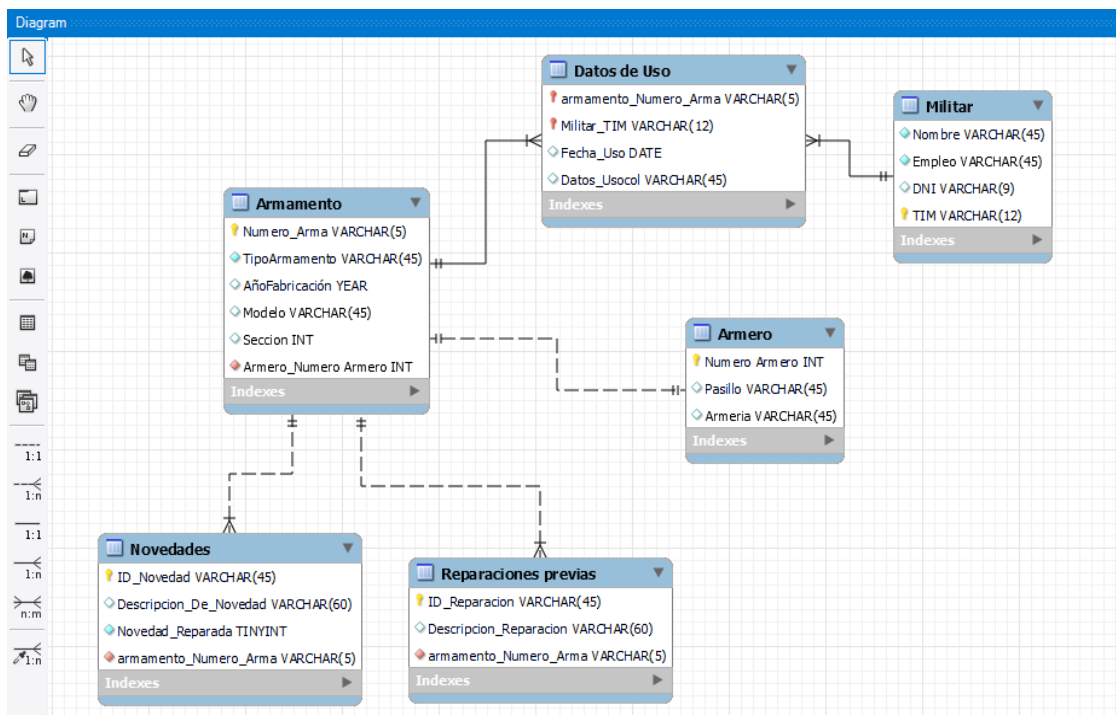 Diagram
1:1
1:n
1:1
1:n
n:m
1:n
Datos de Uso
armamento_Numero_Arma VARCHAR(5)
Militar_TIM VARCHAR(12)
Fecha_Uso DATE
Datos_Usocol VARCHAR(45)
Indexes
Militar
Nombre VARCHAR(45)
Empleo VARCHAR(45)
DNI VARCHAR(9)
TIM VARCHAR(12)
Indexes
Armamento
Numero_Arma VARCHAR(5)
TipoArmamento VARCHAR(45)
AñoFabricación YEAR
Modelo VARCHAR(45)
Seccion INT
Armero_Numero Armero INT
Indexes
Armero
Numero Armero INT
Pasillo VARCHAR(45)
Armeria VARCHAR(45)
Indexes
Novedades
ID_Novedad VARCHAR(45)
Descripcion_De_Novedad VARCHAR(60)
Novedad_Reparada TINYINT
armamento_Numero_Arma VARCHAR(5)
Indexes
Reparaciones previas
ID_Reparacion VARCHAR(45)
Descripcion_Reparacion VARCHAR(60)
armamento_Numero_Arma VARCHAR(5)
Indexes